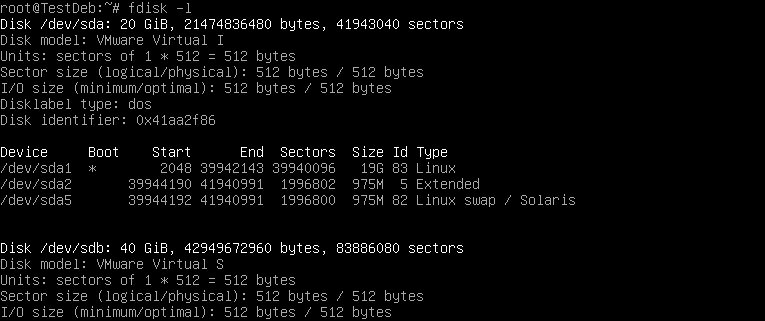 root@TestDeb:~# fdisk -l
Disk /dev/sda: 20 GiB, 21474836480 bytes, 41943040 sectors
Disk model: VMware Virtual I
Units: sectors of 1 * 512 = 512 bytes
Sector size (logical/physical): 512 bytes / 512 bytes
I/O size (minimum/optimal): 512 bytes / 512 bytes
Disklabel type: dos
Disk identifier: 0x41aa2f86

Device     Boot    Start      End  Sectors  Size Id Type
/dev/sda1  *        2048 39942143 39940096   19G 83 Linux
/dev/sda2       39944190 41940991  1996802  975M  5 Extended
/dev/sda5       39944192 41940991  1996800  975M 82 Linux swap / Solaris

Disk /dev/sdb: 40 GiB, 42949672960 bytes, 83886080 sectors
Disk model: VMware Virtual S
Units: sectors of 1 * 512 = 512 bytes
Sector size (logical/physical): 512 bytes / 512 bytes
I/O size (minimum/optimal): 512 bytes / 512 bytes